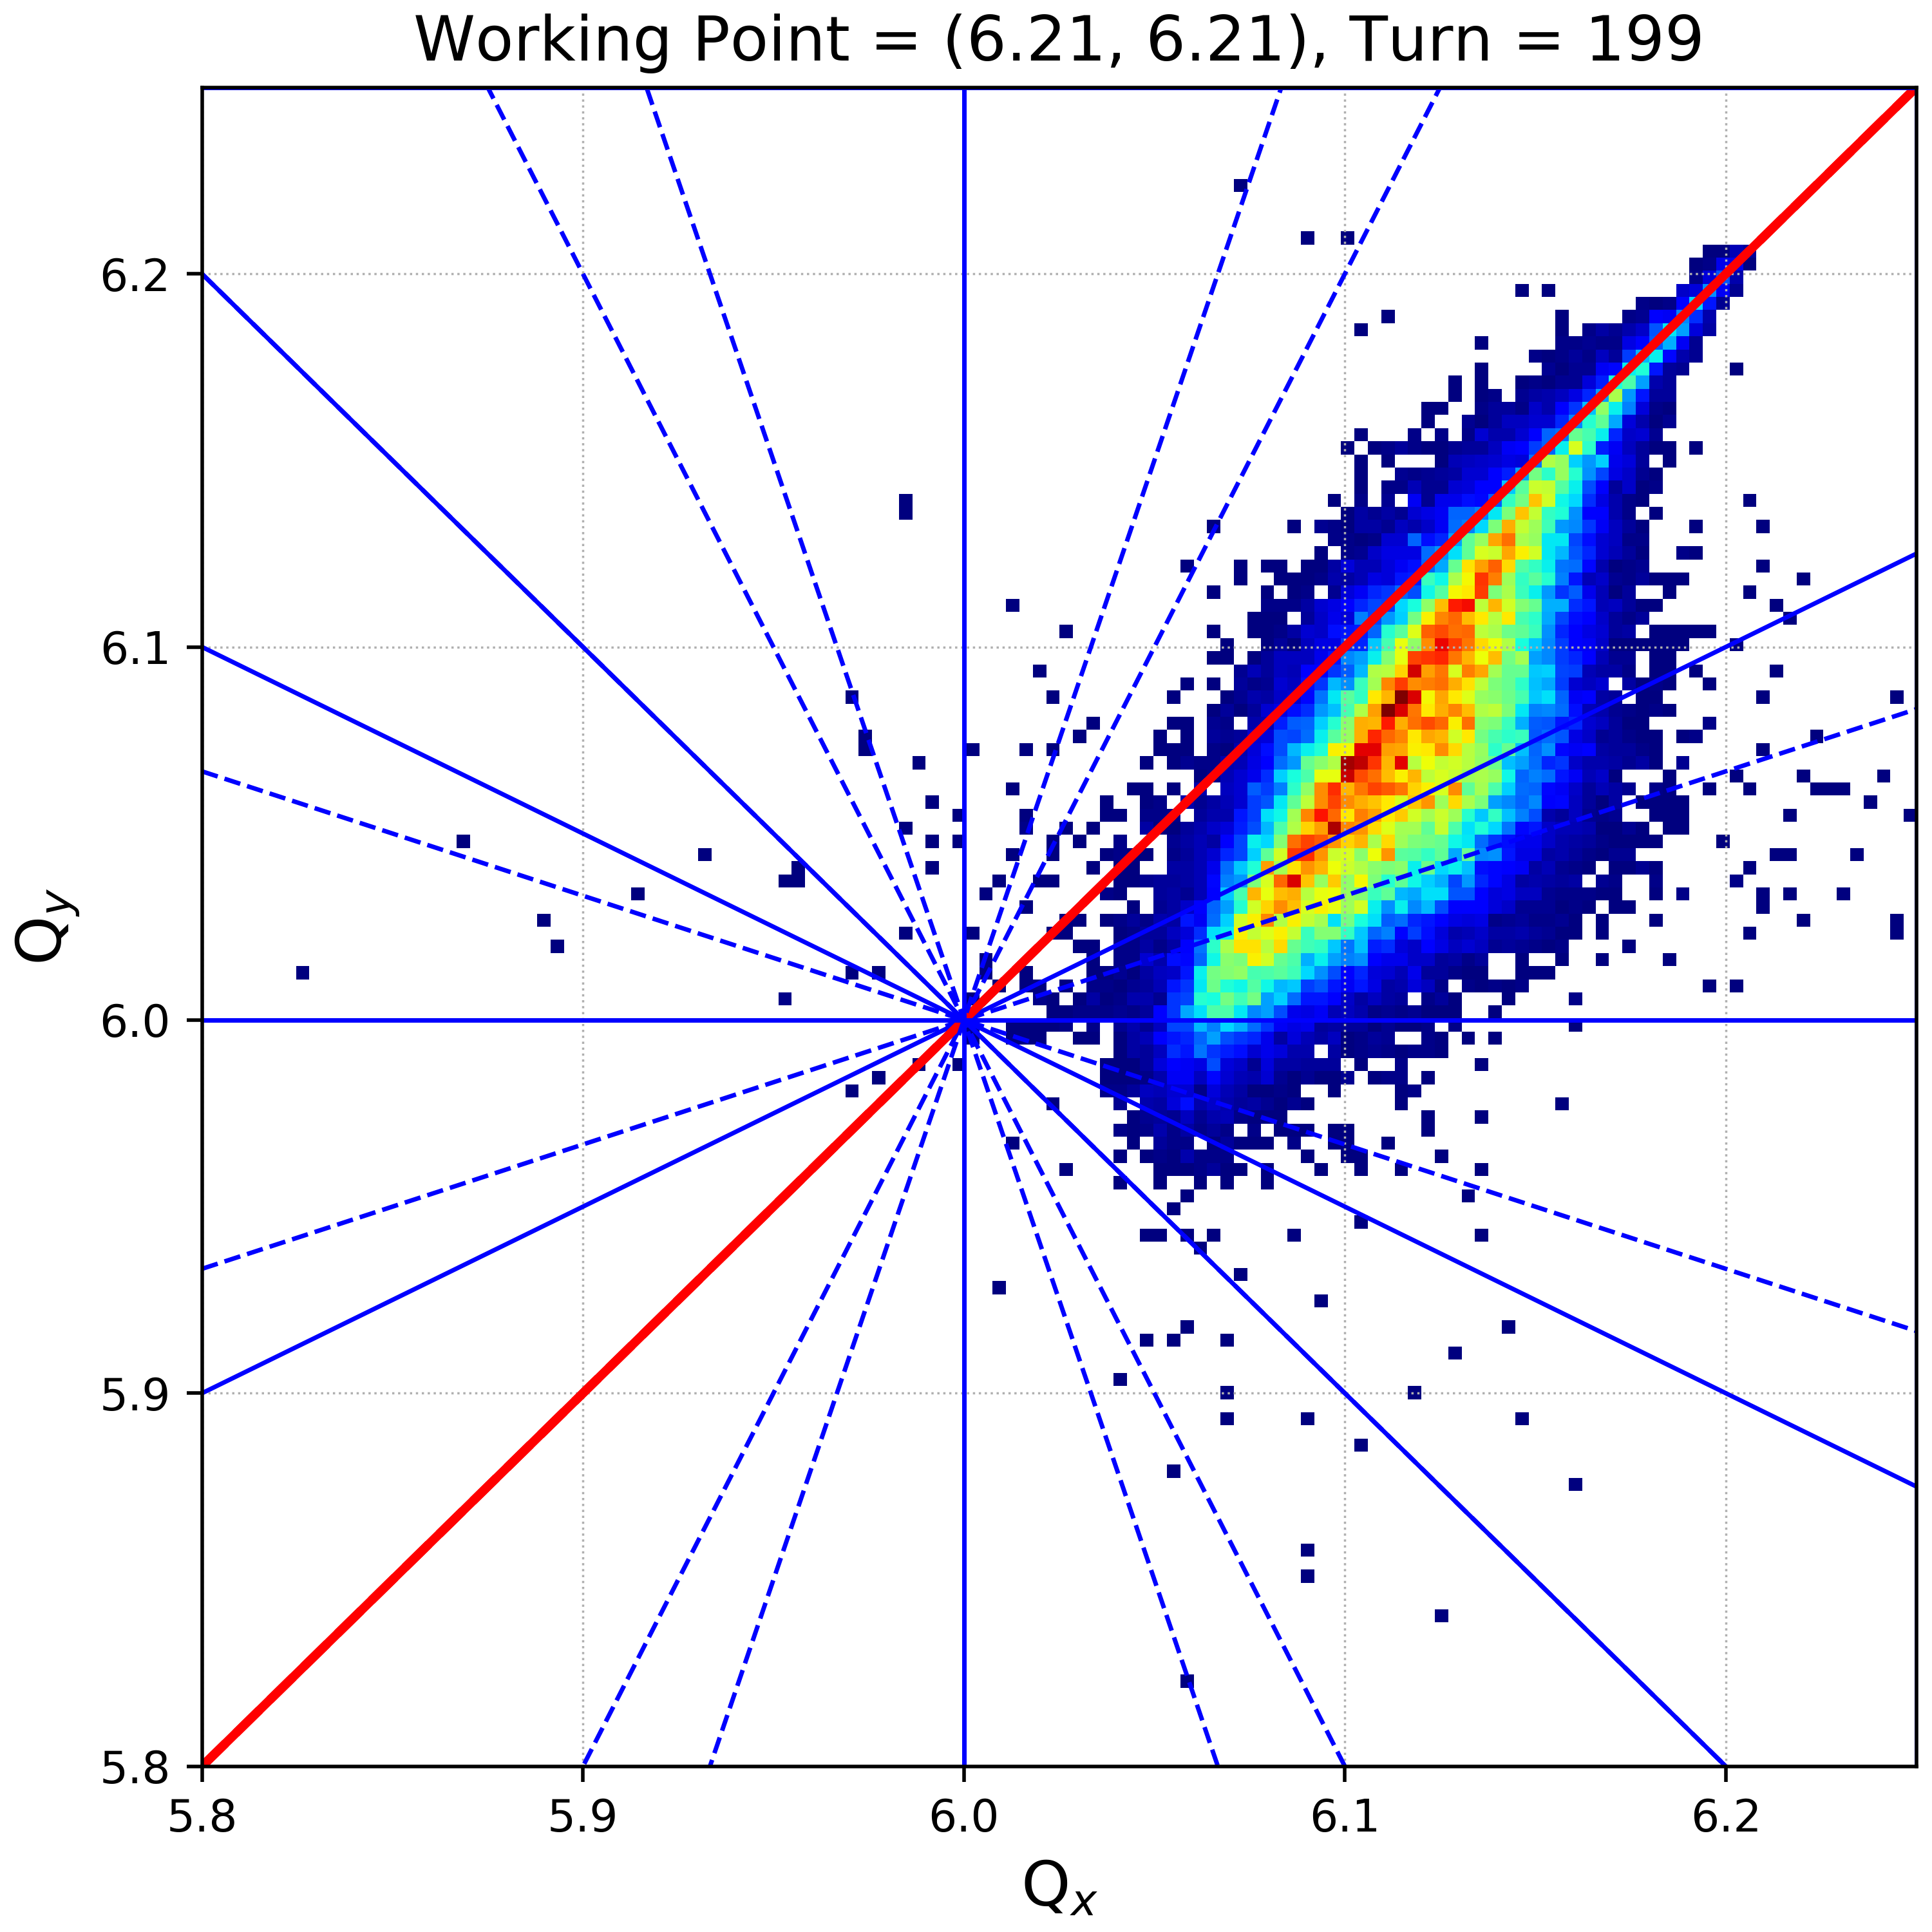 Working Point = (6.21, 6.21), Turn = 199
6.2
6.1
6.0
5.9
5.8
Qy
5.8 5.9 6.0 6.1 6.2
Qx